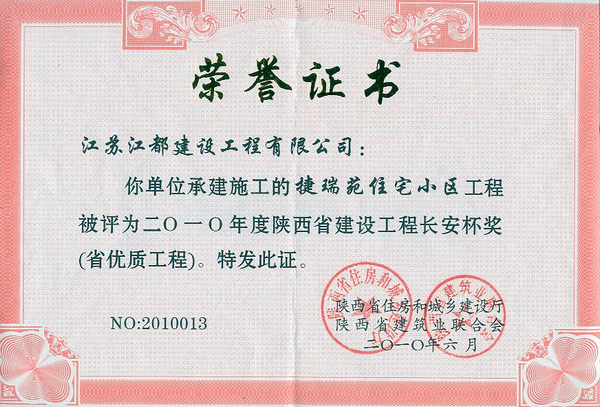 荣誉证书
江苏江都建设工程有限公司：
你单位承建施工的捷瑞苑住宅小区工程
被评为二〇一〇年度陕西省建设工程长安杯奖
(省优质工程)。特发此证。
陕西省住房和城乡建设厅
NO:2010013
陕西省建筑业联合会
二〇一〇年六月